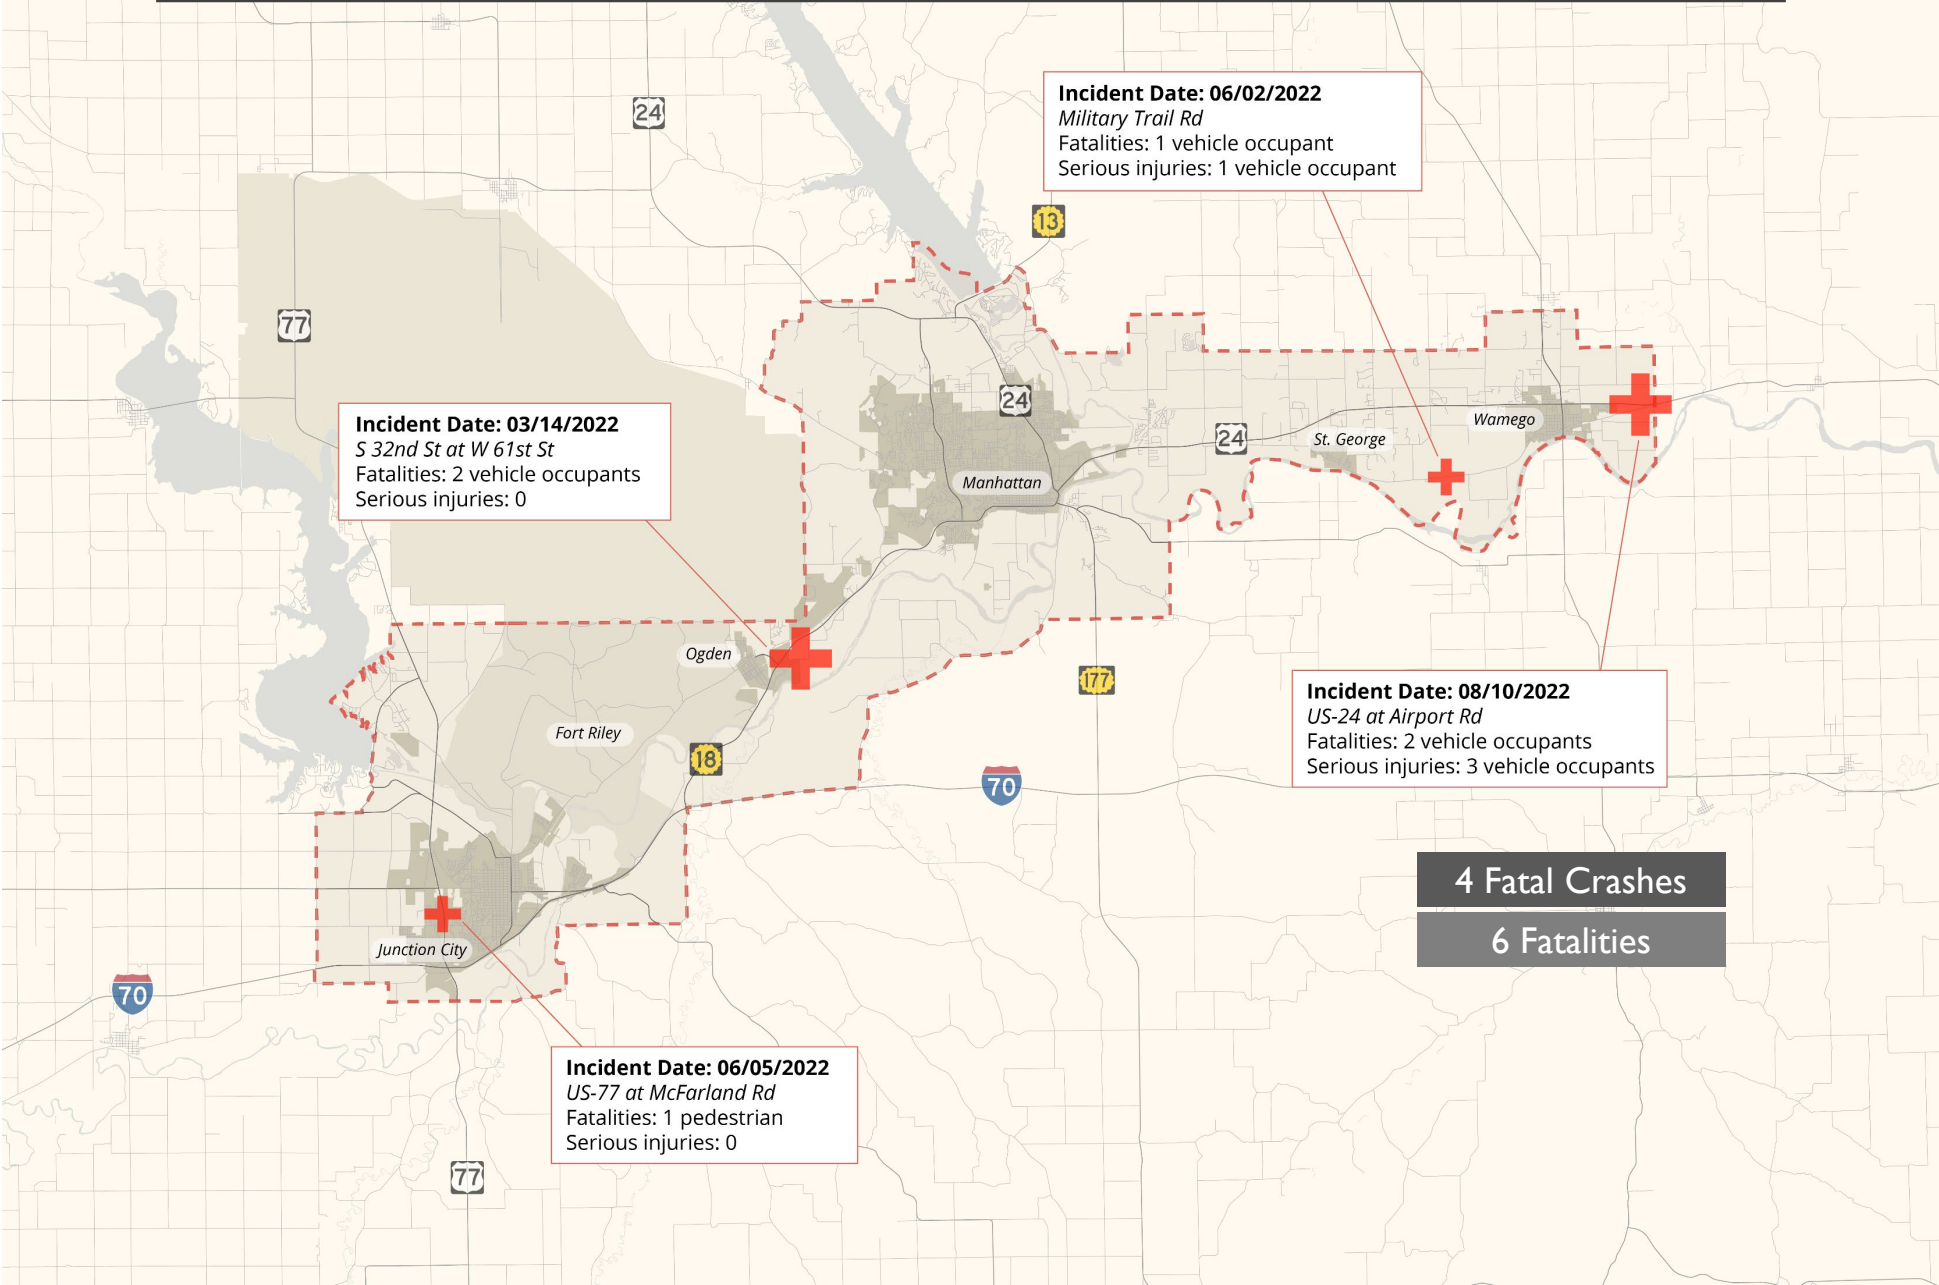 24
Incident Date: 06/02/2022
Military Trail Rd
Fatalities: 1 vehicle occupant
Serious injuries: 1 vehicle occupant
13
77
24
Incident Date: 03/14/2022
S 32nd St at W 61st St
Fatalities: 2 vehicle occupants
Serious injuries: 0
Wamego
24
St. George
Manhattan
Ogden
177
Incident Date: 08/10/2022
US-24 at Airport Rd
Fatalities: 2 vehicle occupants
Serious injuries: 3 vehicle occupants
Fort Riley
18
70
4 Fatal Crashes
6 Fatalities
Junction City
70
Incident Date: 06/05/2022
US-77 at McFarland Rd
Fatalities: 1 pedestrian
Serious injuries: 0
77